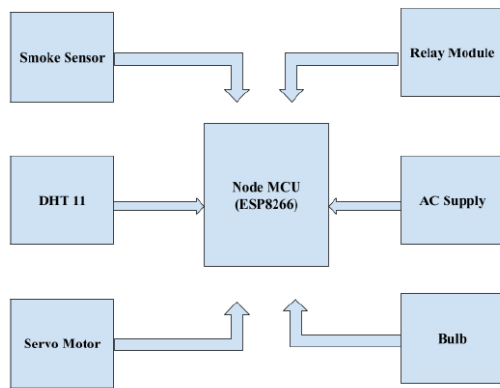 Smoke Sensor
Relay Module
Node MCU
(ESP8266)
DHT 11
AC Supply
Servo Motor
Bulb